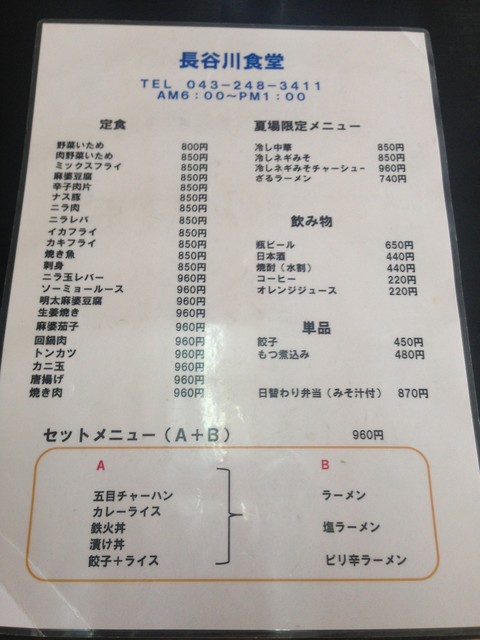 長谷川食堂
TEL 043-248-3411
AM6:00~PM1:00
定食
野菜いため 800円
肉野菜いため 850円
ミックスフライ 850円
麻婆豆腐 850円
辛子肉片 850円
ナス豚 850円
ニラ肉 850円
ニラレバ 850円
イカフライ 850円
カキフライ 850円
焼き魚 850円
刺身 850円
ニラ玉レバー 960円
ソーミョールース 960円
明太麻婆豆腐 960円
生姜焼き 960円
麻婆茄子 960円
回鍋肉 960円
トンカツ 960円
カニ玉 960円
唐揚げ 960円
焼き肉 960円
夏場限定メニュー
冷し中華 850円
冷しネギみそ 850円
冷しネギみそチャーシュー 960円
ざるラーメン 740円
飲み物
瓶ビール 650円
日本酒 440円
焼酎(水割) 440円
コーヒー 220円
オレンジジュース 220円
単品
餃子 450円
もつ煮込み 480円
日替わり弁当(みそ汁付) 870円
セットメニュー(A+B) 960円
A B
五目チャーハン ラーメン
カレーライス
鉄火丼 塩ラーメン
漬け丼
餃子+ライス ピリ辛ラーメン